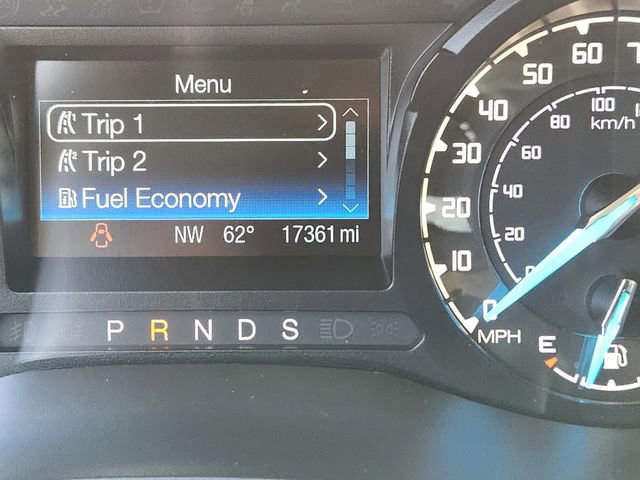 Menu
Trip 1
Trip 2
Fuel Economy
NW 62° 17361 mi
P R N D S
0 10 20 30 40 50 60
MPH
0 20 40 60 80 100
km/h
E